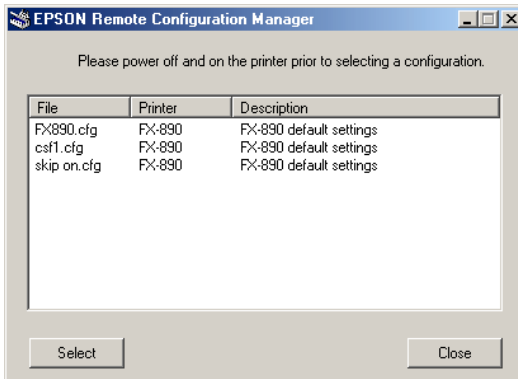 EPSON Remote Configuration Manager
Please power off and on the printer prior to selecting a configuration.
File Printer Description
FX890.cfg FX-890 FX-890 default settings
csf1.cfg FX-890 FX-890 default settings
skip on.cfg FX-890 FX-890 default settings
Select Close